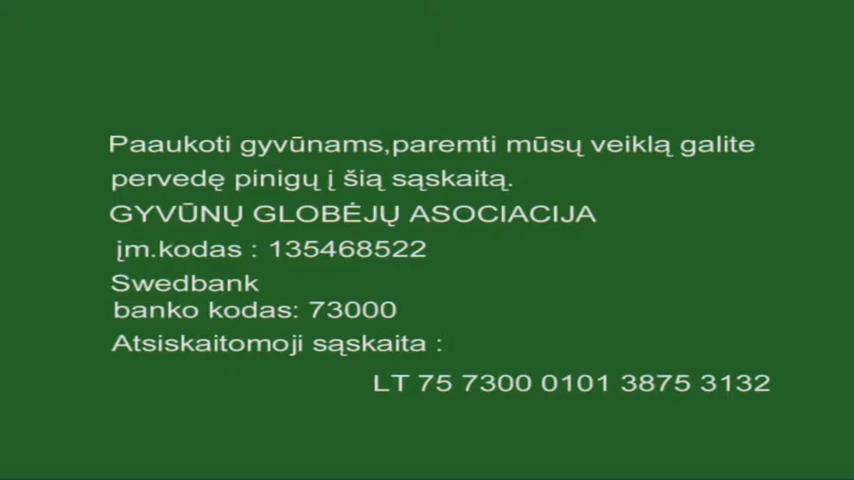 Paaukoti gyvūnams,paremti mūsų veiklą galite
pervedę pinigų į šią sąskaitą.
GYVŪNŲ GLOBĖJŲ ASOCIACIJA
įm.kodas : 135468522
Swedbank
banko kodas: 73000
Atsiskaitomoji sąskaita :
LT 75 7300 0101 3875 3132